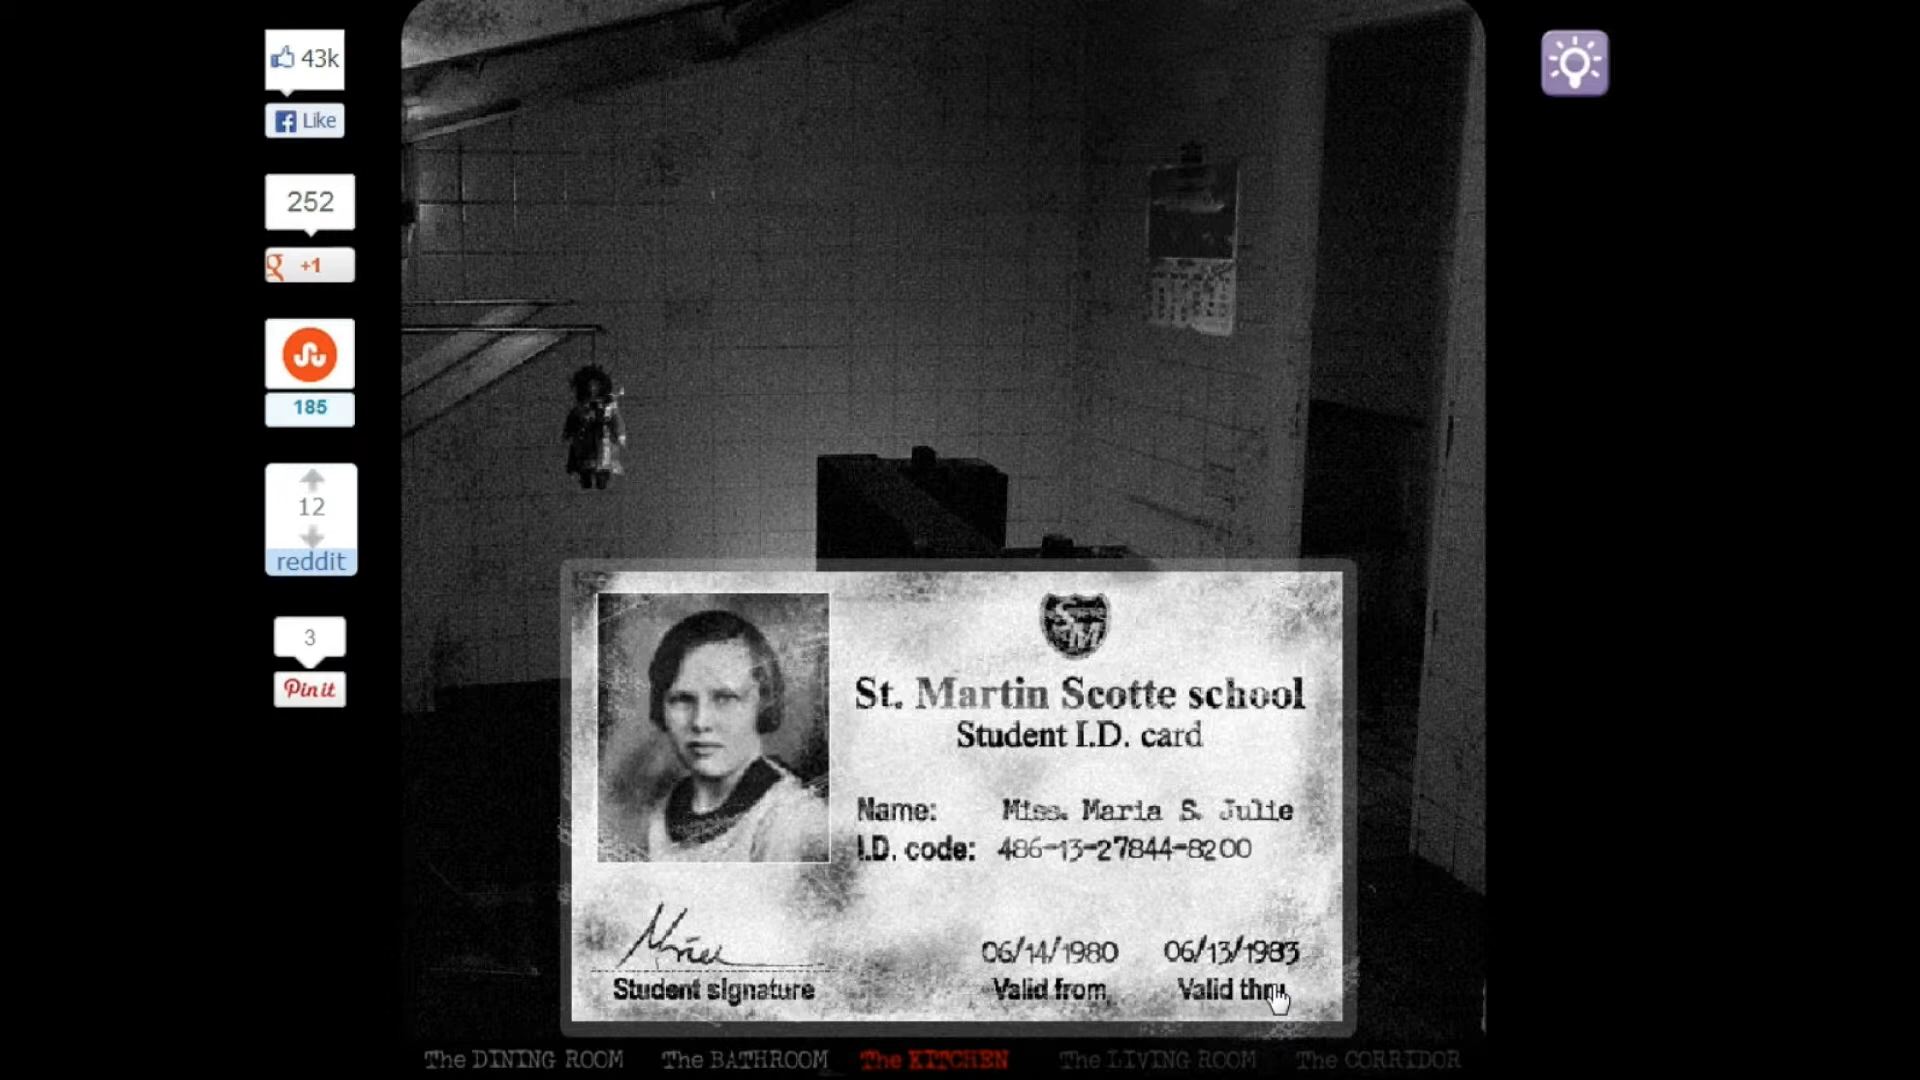 43k
Like
252
+1
185
12
reddit
3
Pin it
SM
St. Martin Scotte school
Student I.D. card
Name: Miss. Maria S. Julie
I.D. code: 486-13-27844-8200
06/14/1980 06/13/1983
Student signature Valid from Valid thru
The DINING ROOM The BATHROOM The KITCHEN The LIVING ROOM The CORRIDOR